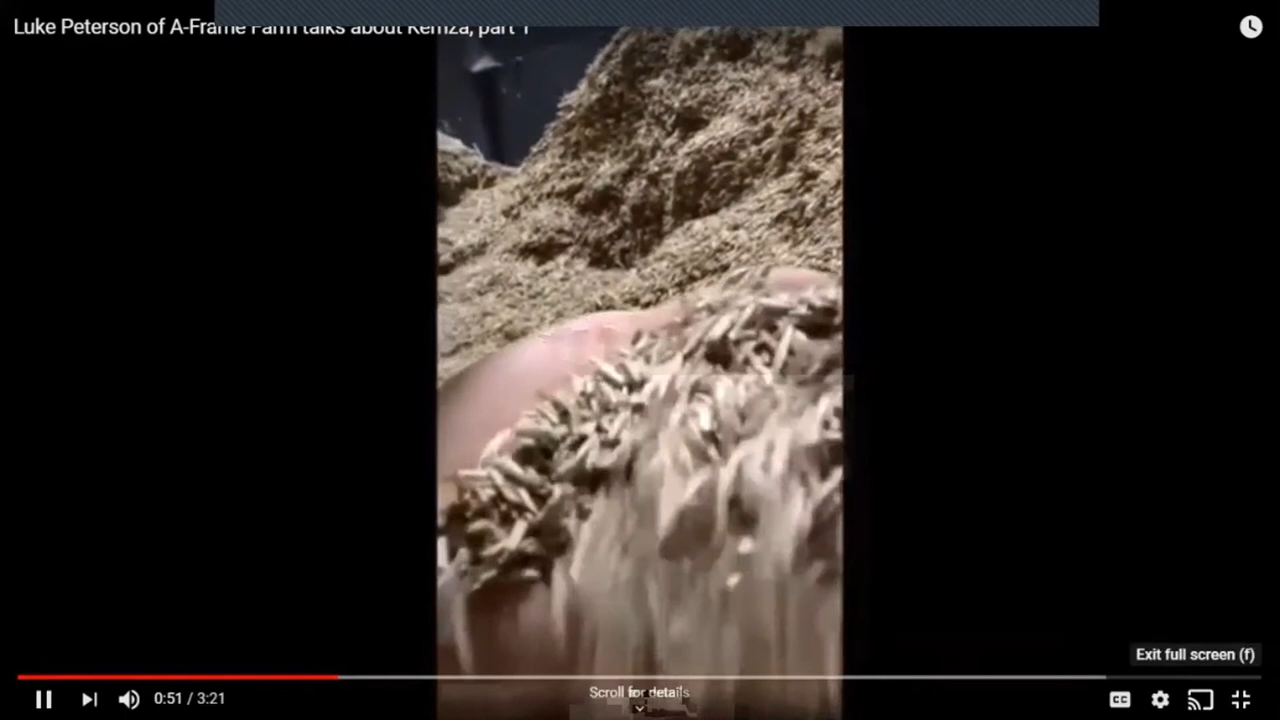 Luke Peterson of A-Frame Farm talks about Kernza, part 1
Exit full screen (f)
0:51 / 3:21
CC
Scroll for details